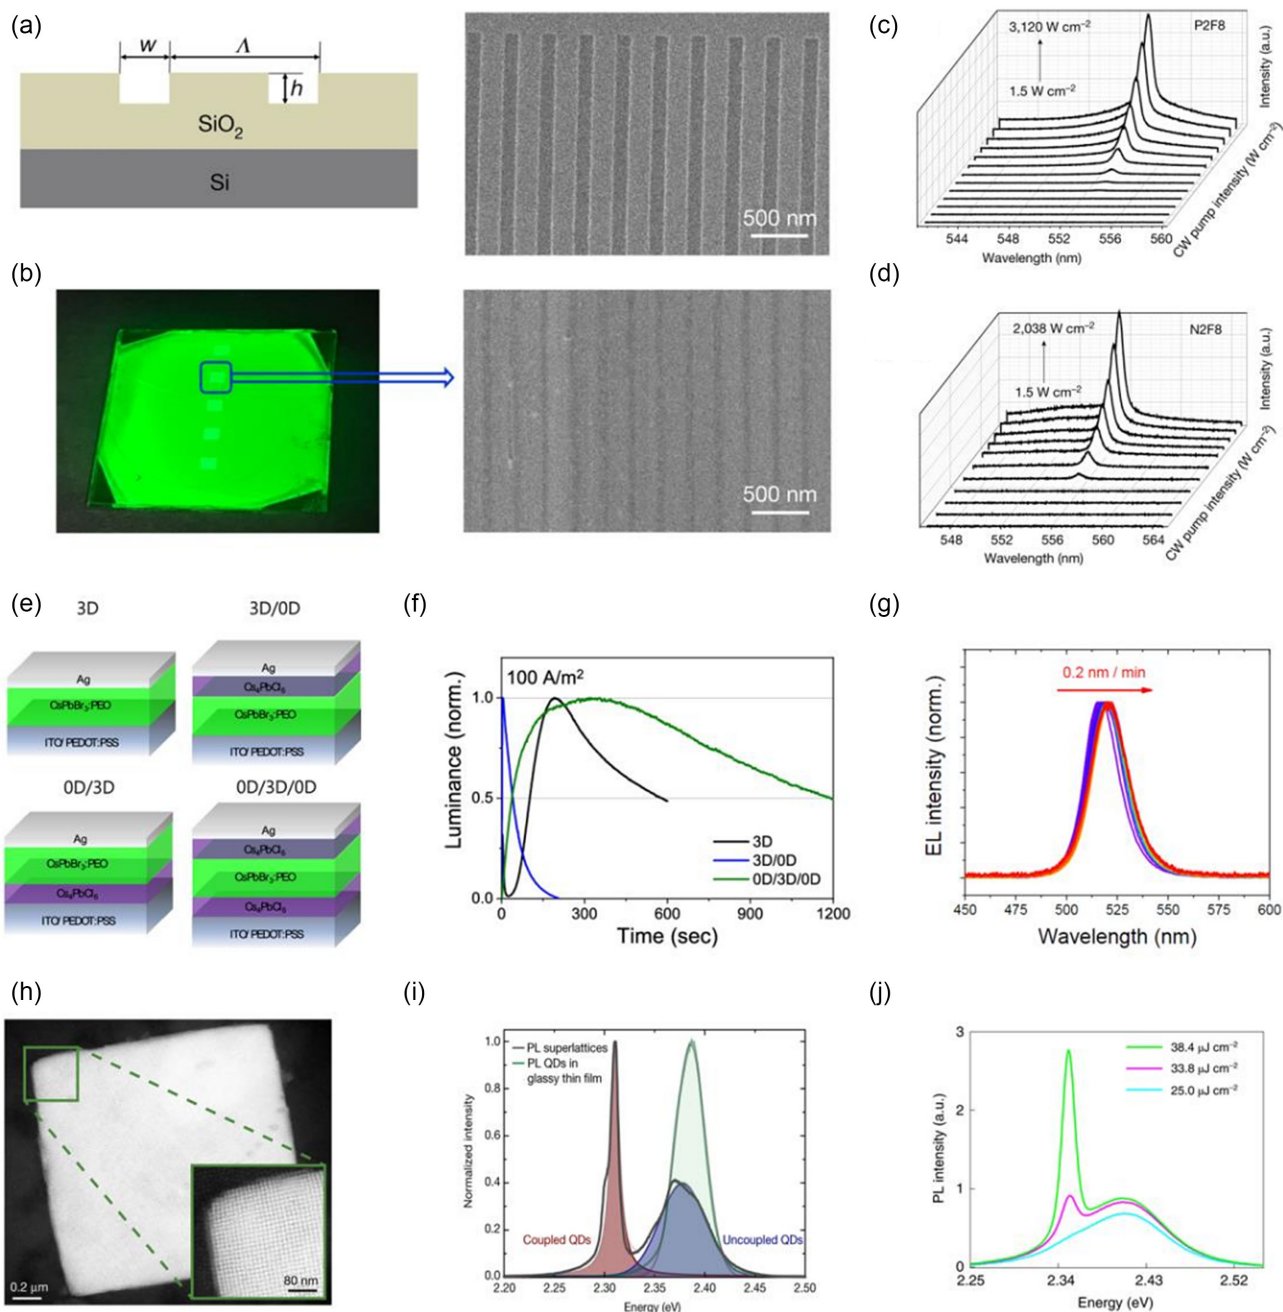 (a)
w
Λ
h
SiO2
Si
500 nm
(b)
500 nm
(c)
3,120 W cm−2
1.5 W cm−2
P2F8
Intensity (a.u.)
CW pump intensity (W cm−2)
544 548 552 556 560
Wavelength (nm)
(d)
2,038 W cm−2
1.5 W cm−2
N2F8
Intensity (a.u.)
CW pump intensity (W cm−2)
548 552 556 560 564
Wavelength (nm)
(e)
3D
Ag
CsPbBr3:PEO
ITO/ PEDOT:PSS
3D/0D
Ag
Cs4PbCl6
CsPbBr3:PEO
ITO/ PEDOT:PSS
0D/3D
Ag
CsPbBr3:PEO
Cs4PbCl6
ITO/ PEDOT:PSS
0D/3D/0D
Ag
Cs4PbCl6
CsPbBr3:PEO
Cs4PbCl6
ITO/ PEDOT:PSS
(f)
100 A/m2
Luminance (norm.)
1.0
0.5
0.0
3D
3D/0D
0D/3D/0D
0 300 600 900 1200
Time (sec)
(g)
0.2 nm / min
EL intensity (norm.)
450 475 500 525 550 575 600
Wavelength (nm)
(h)
0.2 μm
80 nm
(i)
Normalized intensity
1.0
0.8
0.6
0.4
0.2
0.0
PL superlattices
PL QDs in
glassy thin film
Coupled QDs
Uncoupled QDs
2.20 2.30 2.35 2.40 2.45 2.50
Energy (eV)
(j)
PL intensity (a.u.)
3
2
1
0
38.4 μJ cm−2
33.8 μJ cm−2
25.0 μJ cm−2
2.25 2.34 2.43 2.52
Energy (eV)